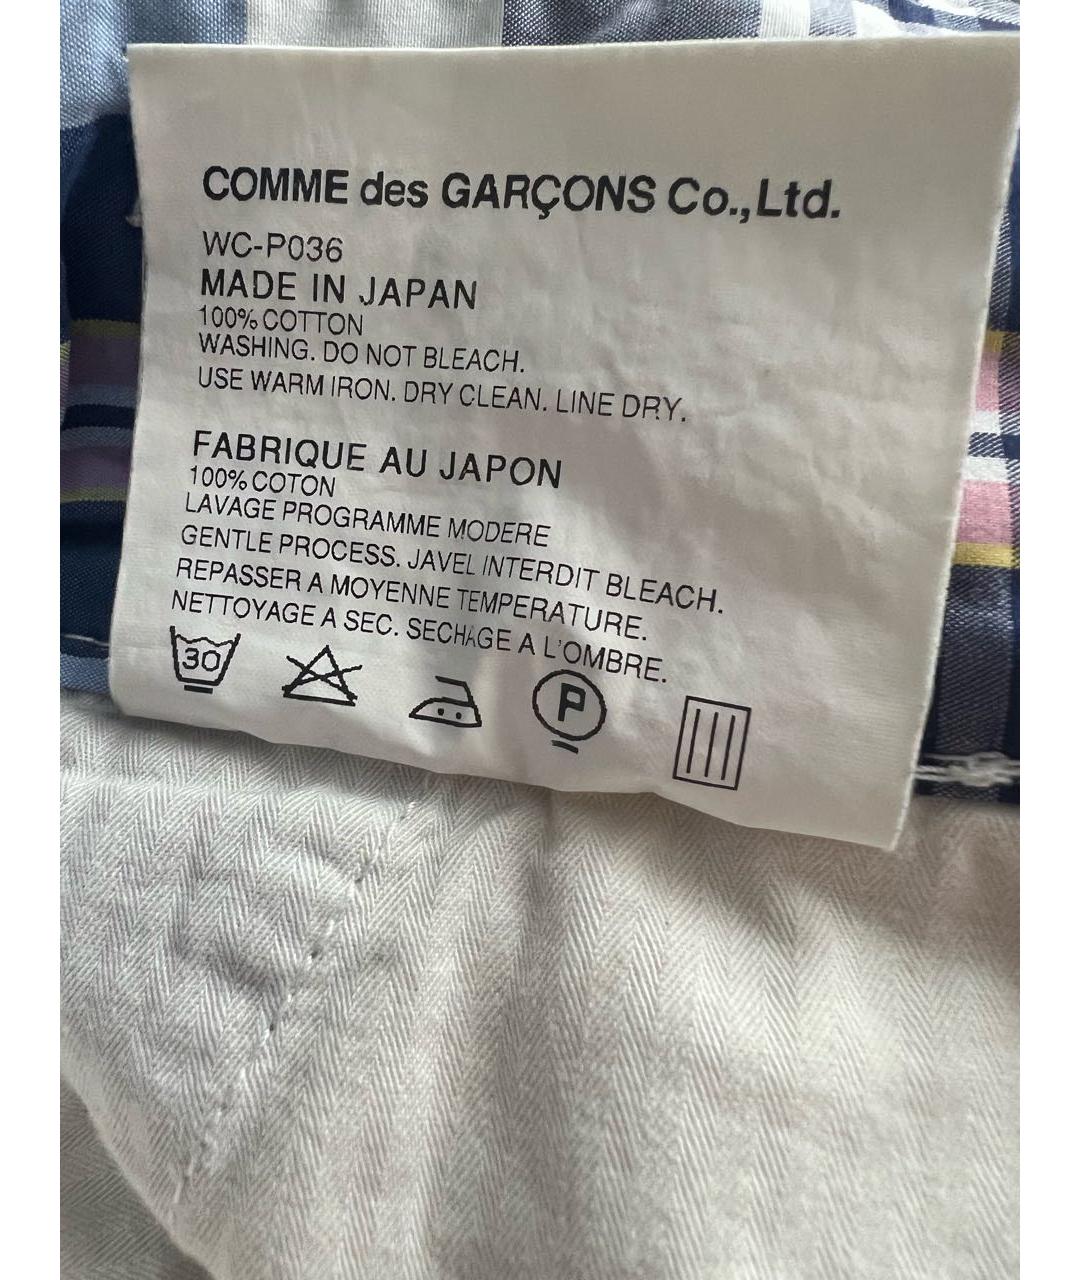 COMME des GARÇONS Co., Ltd.
WC-P036
MADE IN JAPAN
100% COTTON
WASHING. DO NOT BLEACH.
USE WARM IRON. DRY CLEAN. LINE DRY.
FABRIQUE AU JAPON
100% COTON
LAVAGE PROGRAMME MODERE
GENTLE PROCESS. JAVEL INTERDIT BLEACH.
REPASSER A MOYENNE TEMPERATURE.
NETTOYAGE A SEC. SECHAGE A L'OMBRE.
30 P